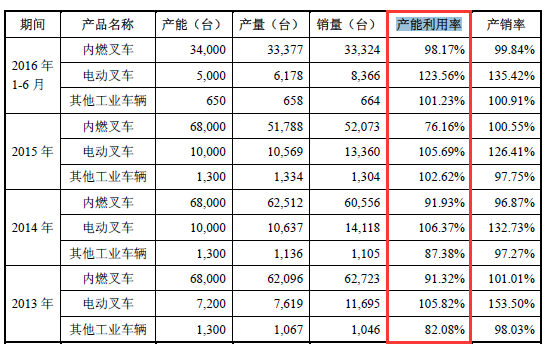 期间 产品名称 产能（台） 产量（台） 销量（台） 产能利用率 产销率
2016 年 1-6 月 内燃叉车 34,000 33,377 33,324 98.17% 99.84%
电动叉车 5,000 6,178 8,366 123.56% 135.42%
其他工业车辆 650 658 664 101.23% 100.91%
2015 年 内燃叉车 68,000 51,788 52,073 76.16% 100.55%
电动叉车 10,000 10,569 13,360 105.69% 126.41%
其他工业车辆 1,300 1,334 1,304 102.62% 97.75%
2014 年 内燃叉车 68,000 62,512 60,556 91.93% 96.87%
电动叉车 10,000 10,637 14,118 106.37% 132.73%
其他工业车辆 1,300 1,136 1,105 87.38% 97.27%
2013 年 内燃叉车 68,000 62,096 62,723 91.32% 101.01%
电动叉车 7,200 7,619 11,695 105.82% 153.50%
其他工业车辆 1,300 1,067 1,046 82.08% 98.03%